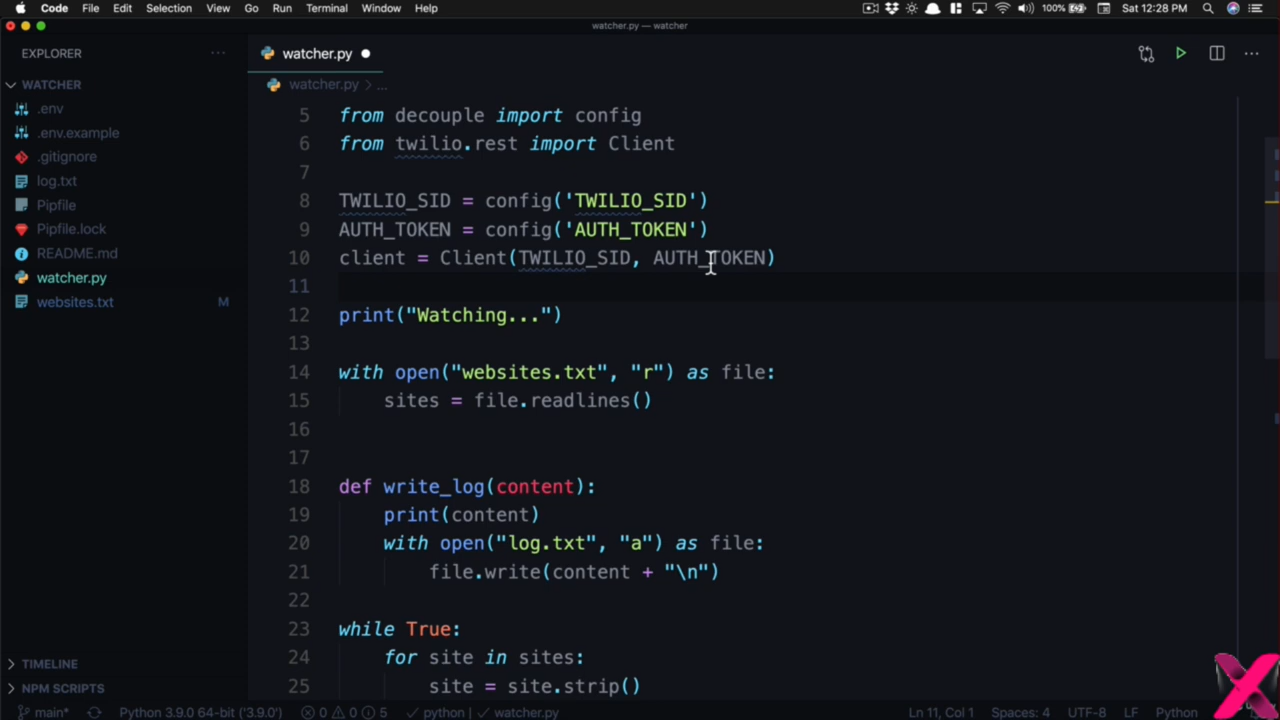 Code File Edit Selection View Go Run Terminal Window Help 100% Sat 12:28 PM
watcher.py — watcher
EXPLORER ...
watcher.py
WATCHER
watcher.py > ...
.env
.env.example
.gitignore
log.txt
Pipfile
Pipfile.lock
README.md
watcher.py
websites.txt M
TIMELINE
NPM SCRIPTS
5 from decouple import config
6 from twilio.rest import Client
7
8 TWILIO_SID = config('TWILIO_SID')
9 AUTH_TOKEN = config('AUTH_TOKEN')
10 client = Client(TWILIO_SID, AUTH_TOKEN)
11
12 print("Watching...")
13
14 with open("websites.txt", "r") as file:
15 sites = file.readlines()
16
17
18 def write_log(content):
19 print(content)
20 with open("log.txt", "a") as file:
21 file.write(content + "\n")
22
23 while True:
24 for site in sites:
25 site = site.strip()
main* Python 3.9.0 64-bit ('3.9.0') 0 0 5 ✓ python | ✓ watcher.py Ln 11, Col 1 Spaces: 4 UTF-8 LF Python
X